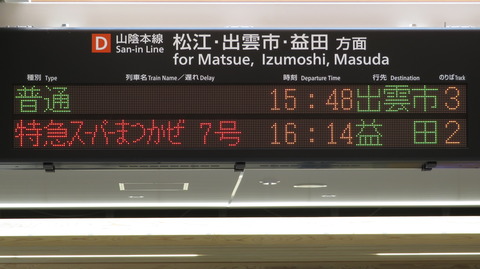 D 山陰本線 San-in Line 松江・出雲市・益田 方面
for Matsue, Izumoshi, Masuda
種別 Type 列車名 Train Name／遅れ Delay 時刻 Departure Time 行先 Destination のりば Track
普通 15：48 出雲市 3
特急スーパーまつかぜ 7号 16：14 益田 2